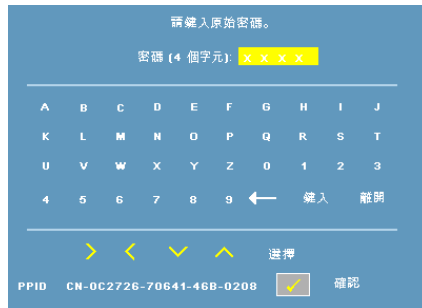 請鍵入原始密碼。
密碼 (4 個字元): X X X X
A B C D E F G H I J
K L M N O P Q R S T
U V W X Y Z 0 1 2 3
4 5 6 7 8 9 ← 鍵入 離開
選擇
PPID CN-0C2726-70641-46B-0208 ✓ 確認